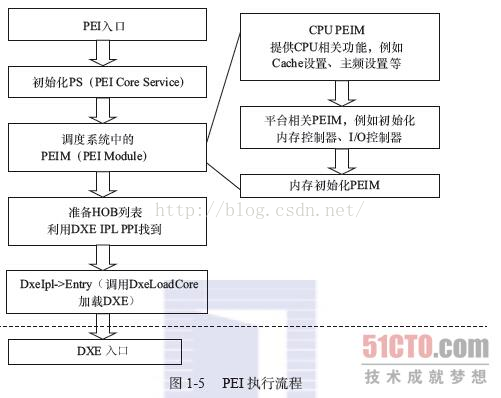 PEI入口
初始化PS（PEI Core Service）
调度系统中的
PEIM（PEI Module）
准备HOB列表
利用DXE IPL PPI找到
DxeIpl->Entry（调用DxeLoadCore
加载DXE）
DXE 入口
CPU PEIM
提供CPU相关功能，例如
Cache设置、主频设置等
平台相关PEIM，例如初始化
内存控制器、I/O控制器
内存初始化PEIM
http://blog.csdn.net/
51CTO.com
技术成就梦想
图 1-5 PEI 执行流程